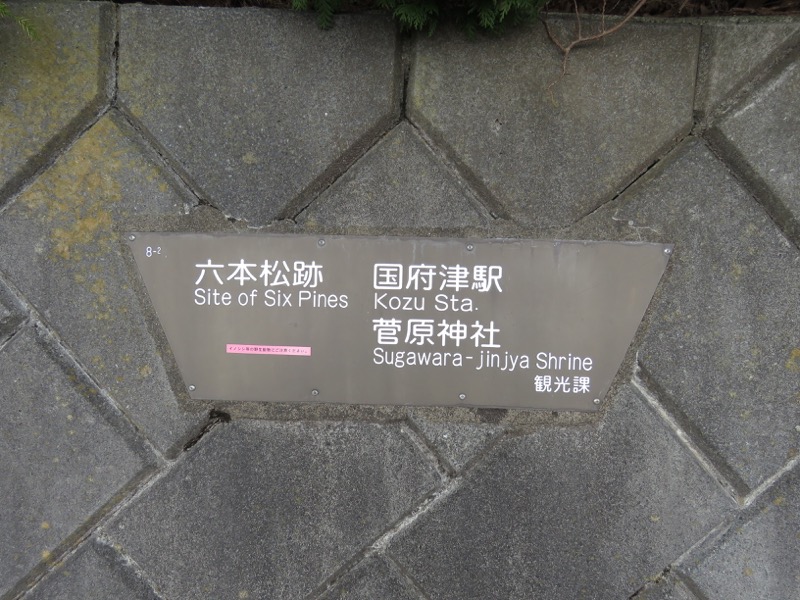 8-2
六本松跡
Site of Six Pines
国府津駅
Kozu Sta.
菅原神社
Sugawara-jinjya Shrine
観光課